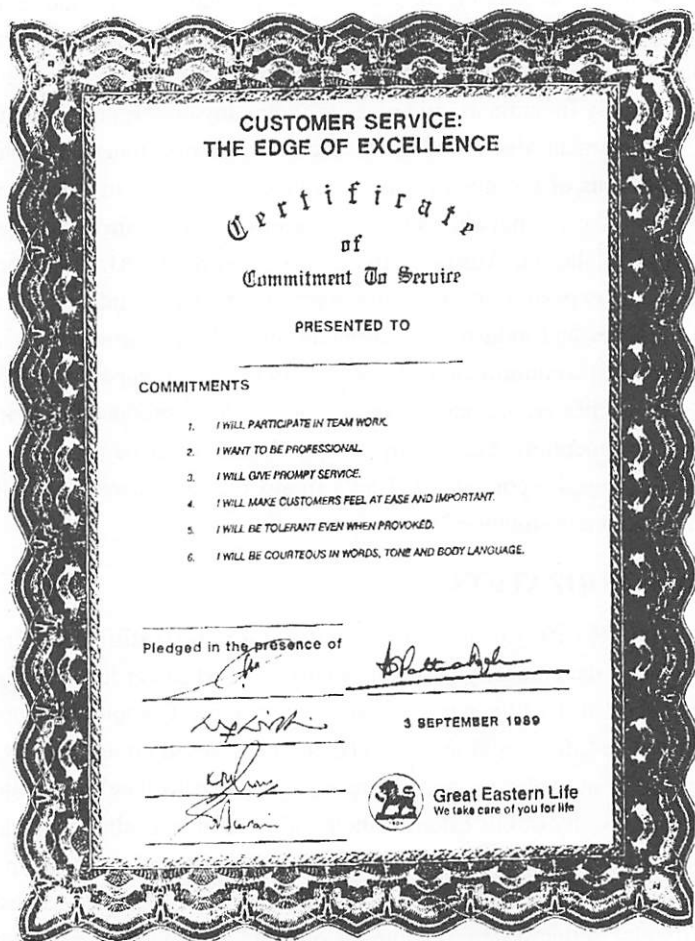 CUSTOMER SERVICE:
THE EDGE OF EXCELLENCE
Certificate
of
Commitment To Service
PRESENTED TO
COMMITMENTS
1. I WILL PARTICIPATE IN TEAM WORK.
2. I WANT TO BE PROFESSIONAL.
3. I WILL GIVE PROMPT SERVICE.
4. I WILL MAKE CUSTOMERS FEEL AT EASE AND IMPORTANT.
5. I WILL BE TOLERANT EVEN WHEN PROVOKED.
6. I WILL BE COURTEOUS IN WORDS, TONE AND BODY LANGUAGE.
Pledged in the presence of
3 SEPTEMBER 1989
Great Eastern Life
We take care of you for life